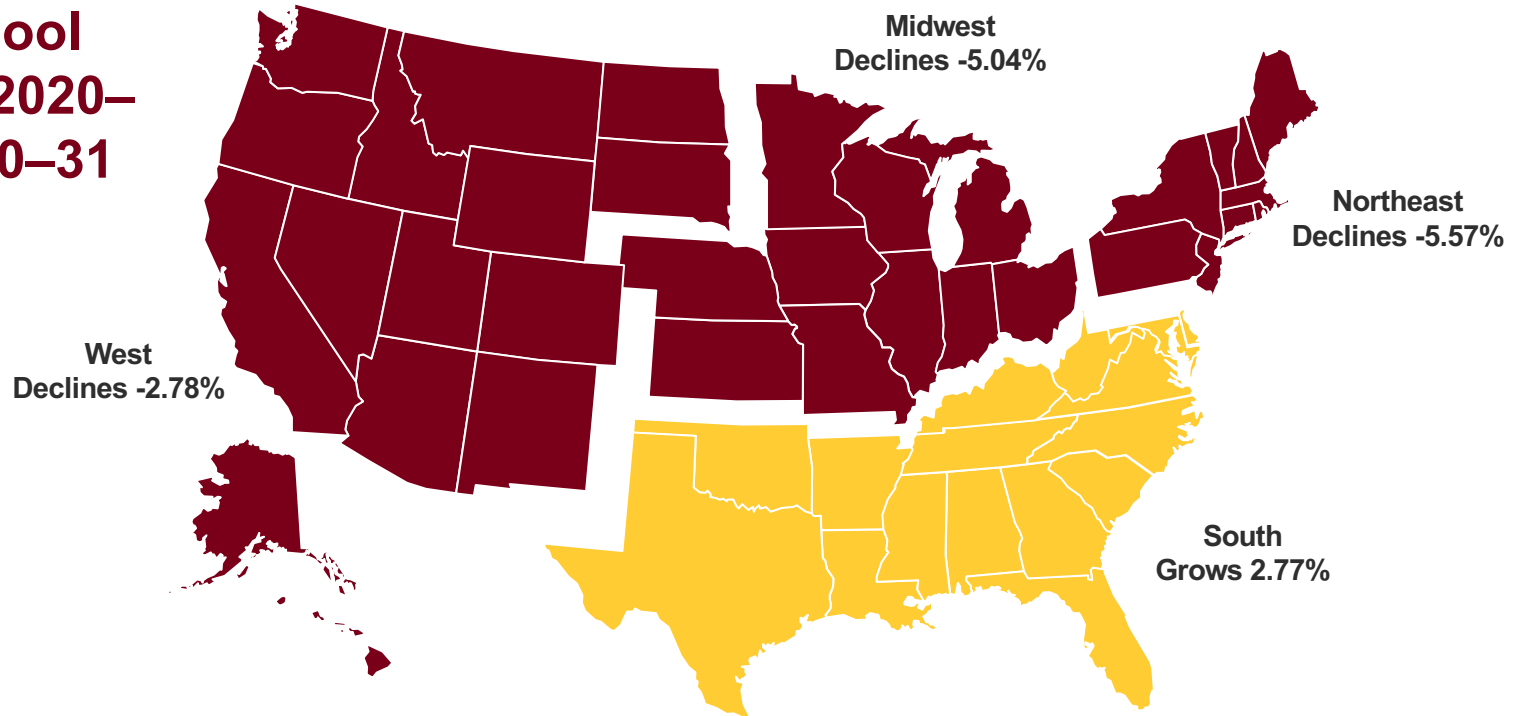 ool
2020–
0–31
Midwest
Declines -5.04%
Northeast
Declines -5.57%
West
Declines -2.78%
South
Grows 2.77%